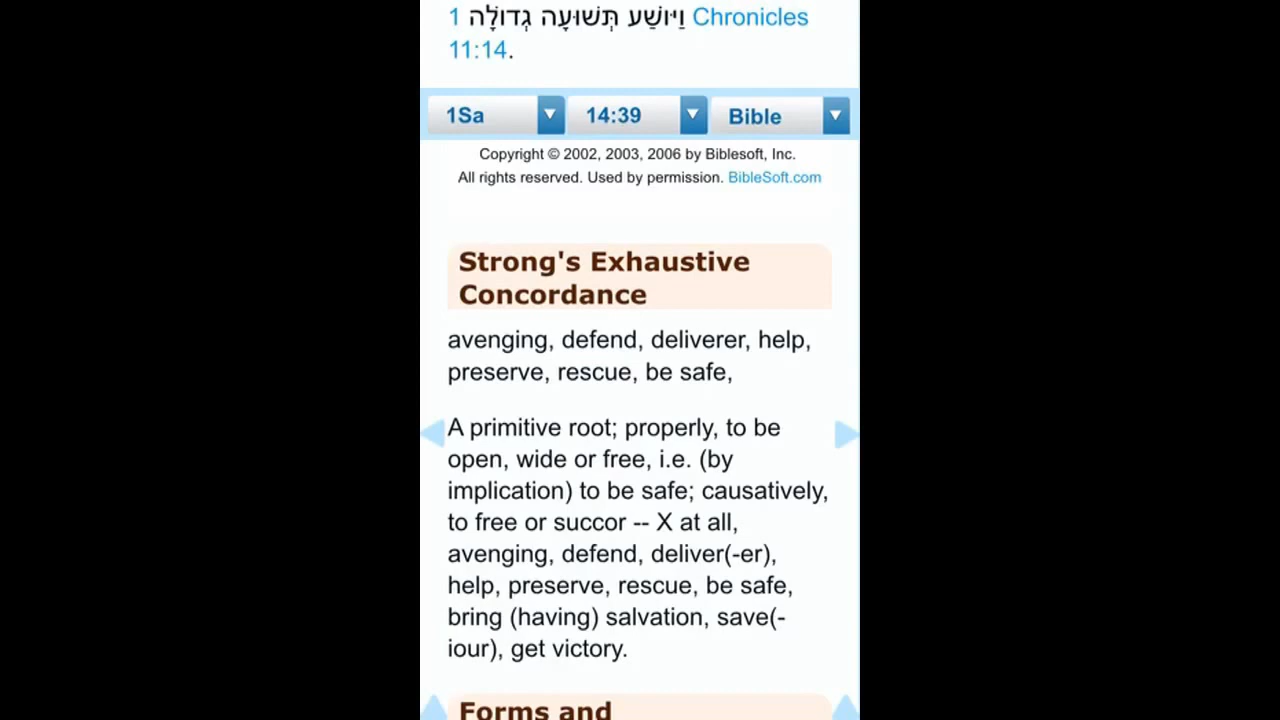 1 וַיּוֹשַׁע תְּשׁוּעָה גְדוֹלָה Chronicles
11:14.
1Sa 14:39 Bible
Copyright © 2002, 2003, 2006 by Biblesoft, Inc.
All rights reserved. Used by permission. BibleSoft.com
Strong's Exhaustive
Concordance
avenging, defend, deliverer, help,
preserve, rescue, be safe,
A primitive root; properly, to be
open, wide or free, i.e. (by
implication) to be safe; causatively,
to free or succor -- X at all,
avenging, defend, deliver(-er),
help, preserve, rescue, be safe,
bring (having) salvation, save(-
iour), get victory.
Forms and